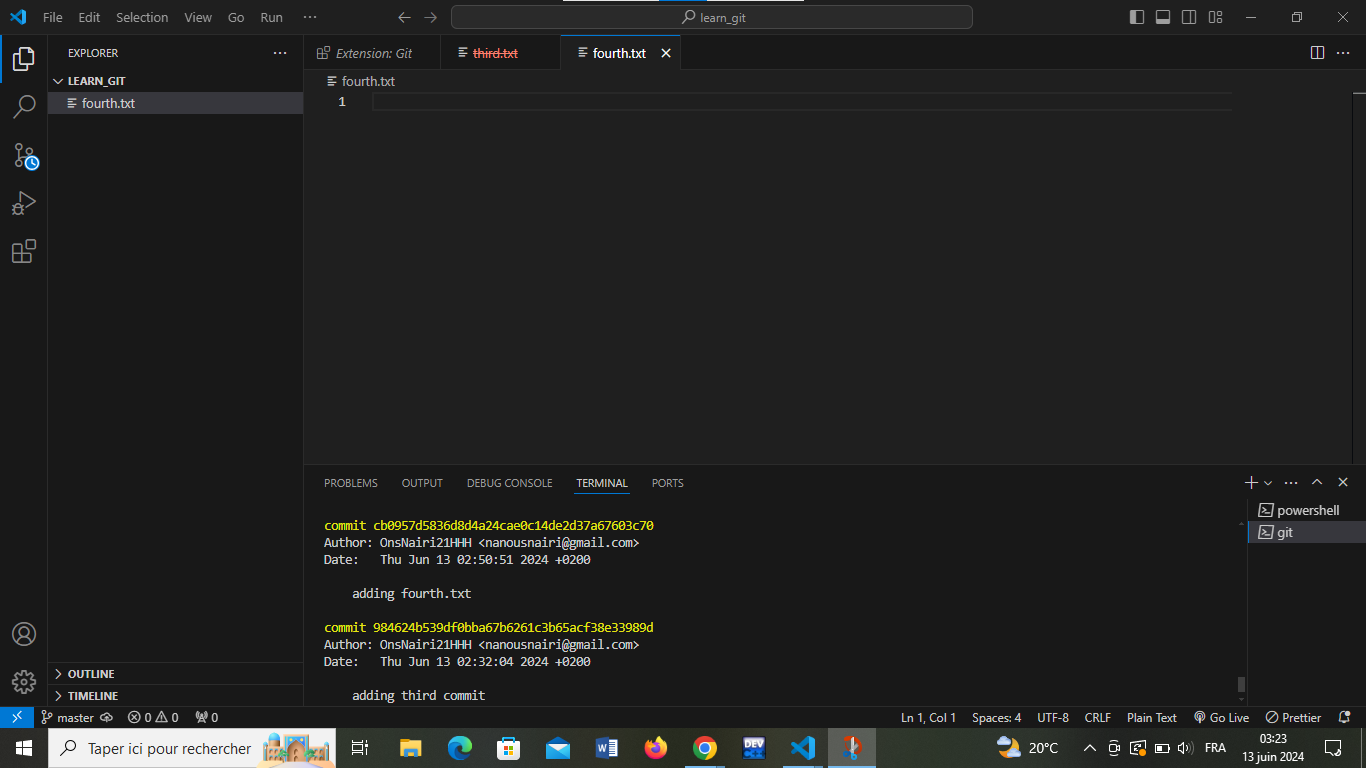 File Edit Selection View Go Run ··· learn_git
EXPLORER ···
LEARN_GIT
fourth.txt
Extension: Git third.txt fourth.txt
fourth.txt
1
PROBLEMS OUTPUT DEBUG CONSOLE TERMINAL PORTS
powershell
git
commit cb0957d5836d8d4a24cae0c14de2d37a67603c70
Author: OnsNairi21HHH <nanousnairi@gmail.com>
Date:   Thu Jun 13 02:50:51 2024 +0200
adding fourth.txt
commit 984624b539df0bba67b6261c3b65acf38e33989d
Author: OnsNairi21HHH <nanousnairi@gmail.com>
Date:   Thu Jun 13 02:32:04 2024 +0200
adding third commit
OUTLINE
TIMELINE
master 0 0 0 Ln 1, Col 1 Spaces: 4 UTF-8 CRLF Plain Text Go Live Prettier
Taper ici pour rechercher DEV 20°C FRA 03:23
13 juin 2024